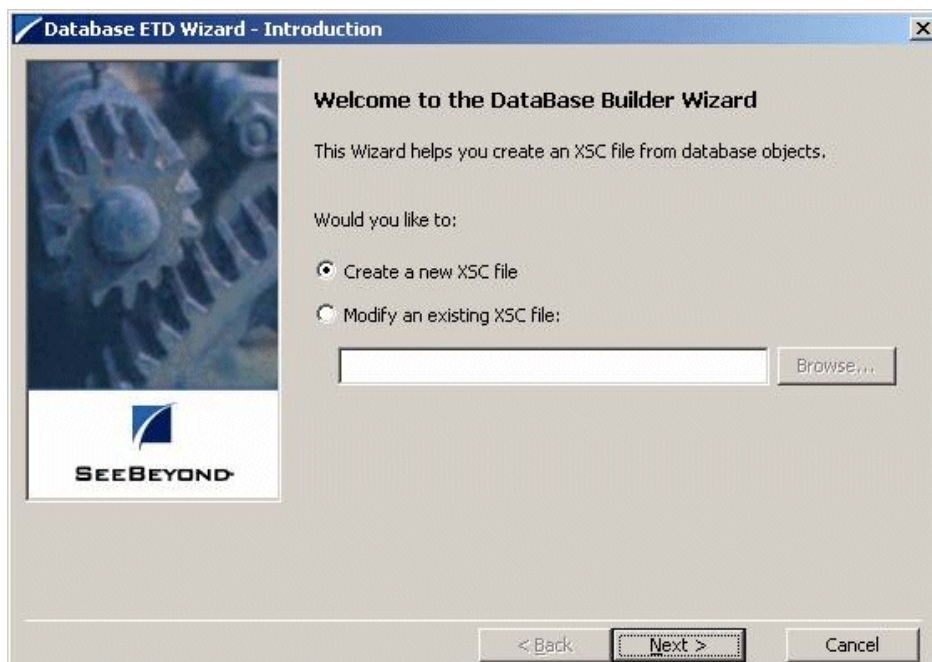 Database ETD Wizard - Introduction
Welcome to the DataBase Builder Wizard
This Wizard helps you create an XSC file from database objects.
Would you like to:
Create a new XSC file
Modify an existing XSC file:
Browse...
SEEBEYOND
< Back
Next >
Cancel